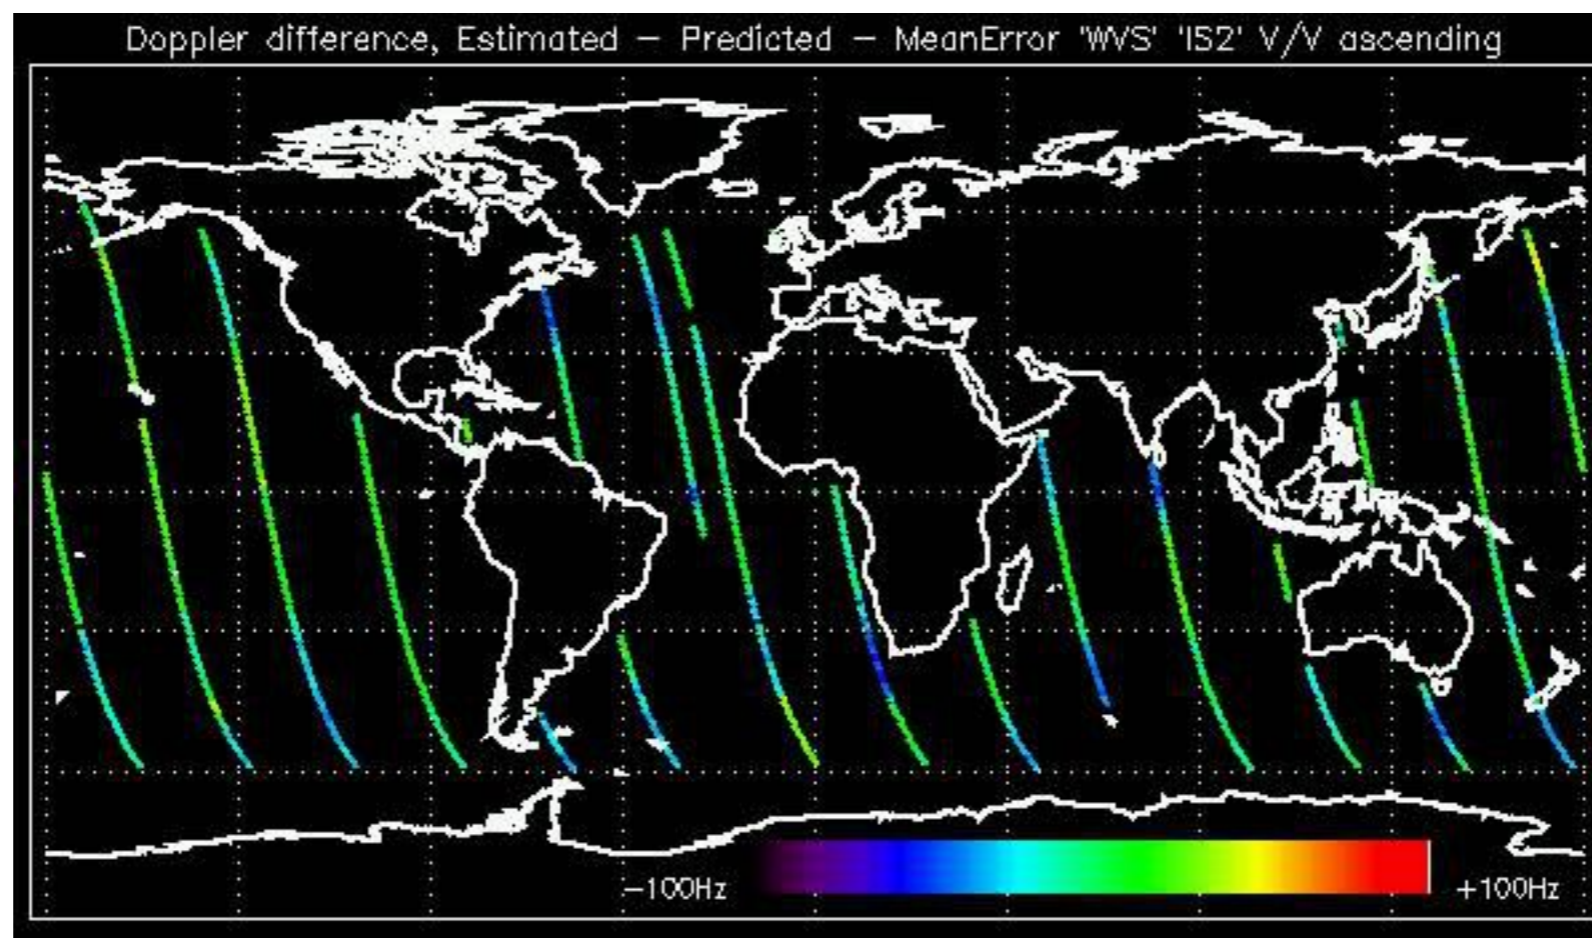 Doppler difference, Estimated - Predicted - MeanError 'WVS' 'IS2' V/V ascending
-100Hz
+100Hz